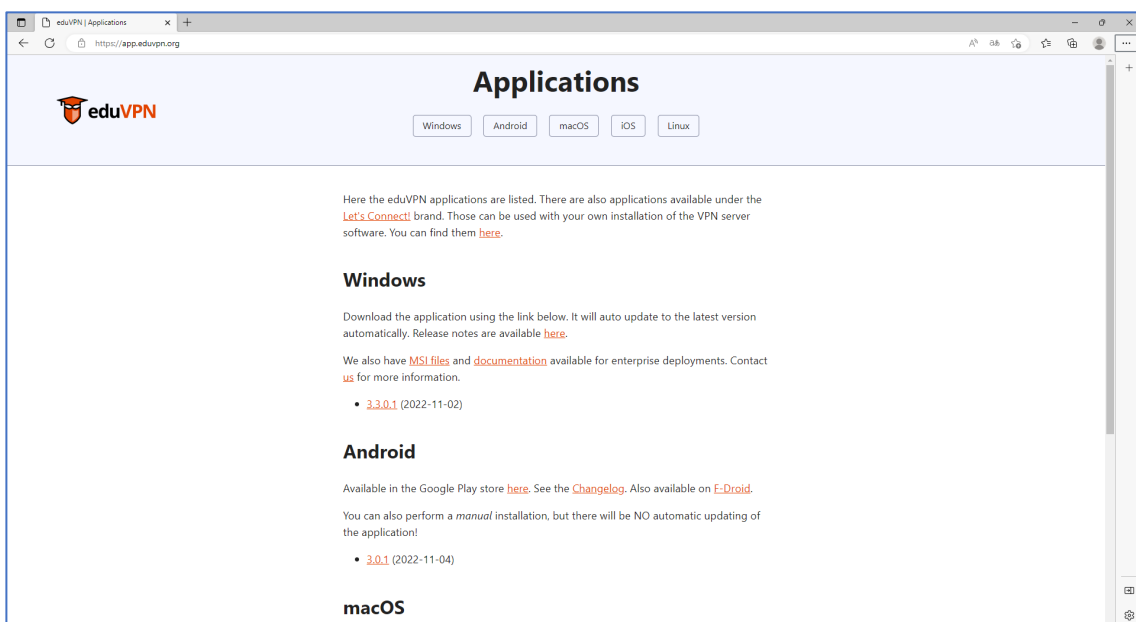 eduVPN | Applications
https://app.eduvpn.org
Applications
eduVPN
Windows Android macOS iOS Linux
Here the eduVPN applications are listed. There are also applications available under the
Let's Connect! brand. Those can be used with your own installation of the VPN server
software. You can find them here.
Windows
Download the application using the link below. It will auto update to the latest version
automatically. Release notes are available here.
We also have MSI files and documentation available for enterprise deployments. Contact
us for more information.
• 3.3.0.1 (2022-11-02)
Android
Available in the Google Play store here. See the Changelog. Also available on F-Droid.
You can also perform a manual installation, but there will be NO automatic updating of
the application!
• 3.0.1 (2022-11-04)
macOS